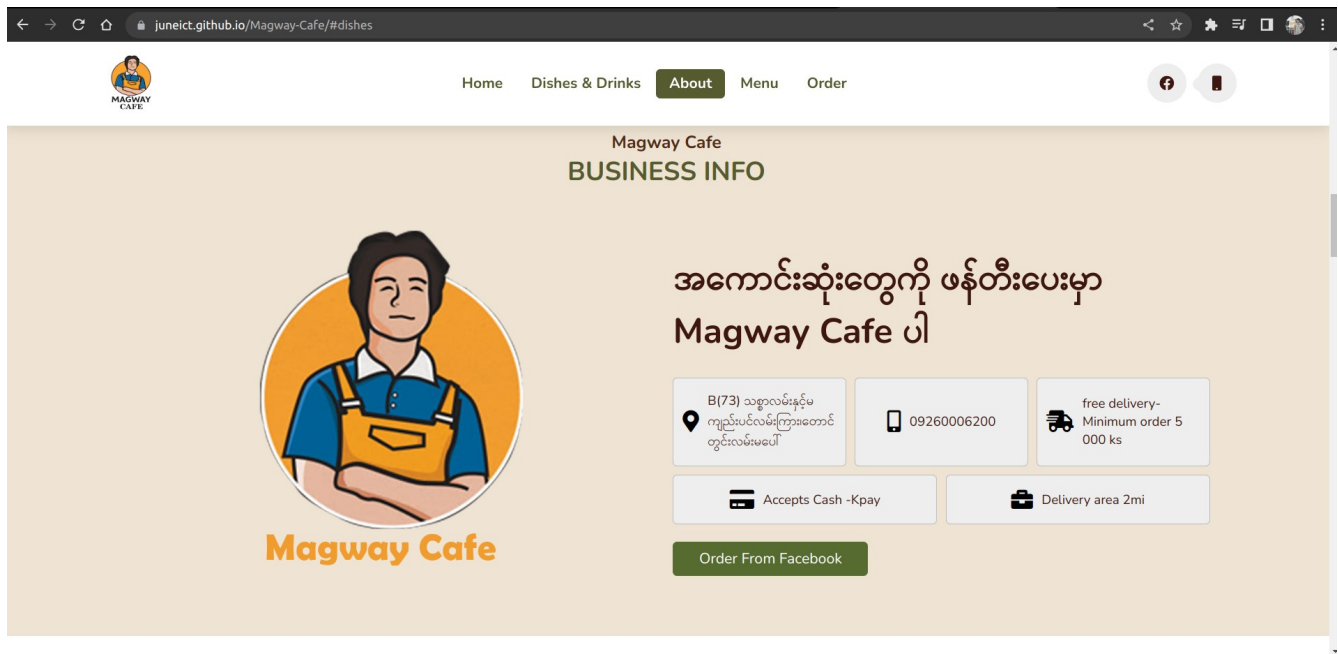 juneict.github.io/Magway-Cafe/#dishes
MAGWAY
CAFE
Home Dishes & Drinks About Menu Order
Magway Cafe
BUSINESS INFO
အကောင်းဆုံးတွေကို ဖန်တီးပေးမှာ
Magway Cafe ပါ
B(73) သစ္စာလမ်းနှင့်မ
ကျည်းပင်လမ်းကြားတောင်
တွင်းလမ်းမပေါ်
09260006200
free delivery-
Minimum order 5
000 ks
Accepts Cash -Kpay
Delivery area 2mi
Magway Cafe
Order From Facebook